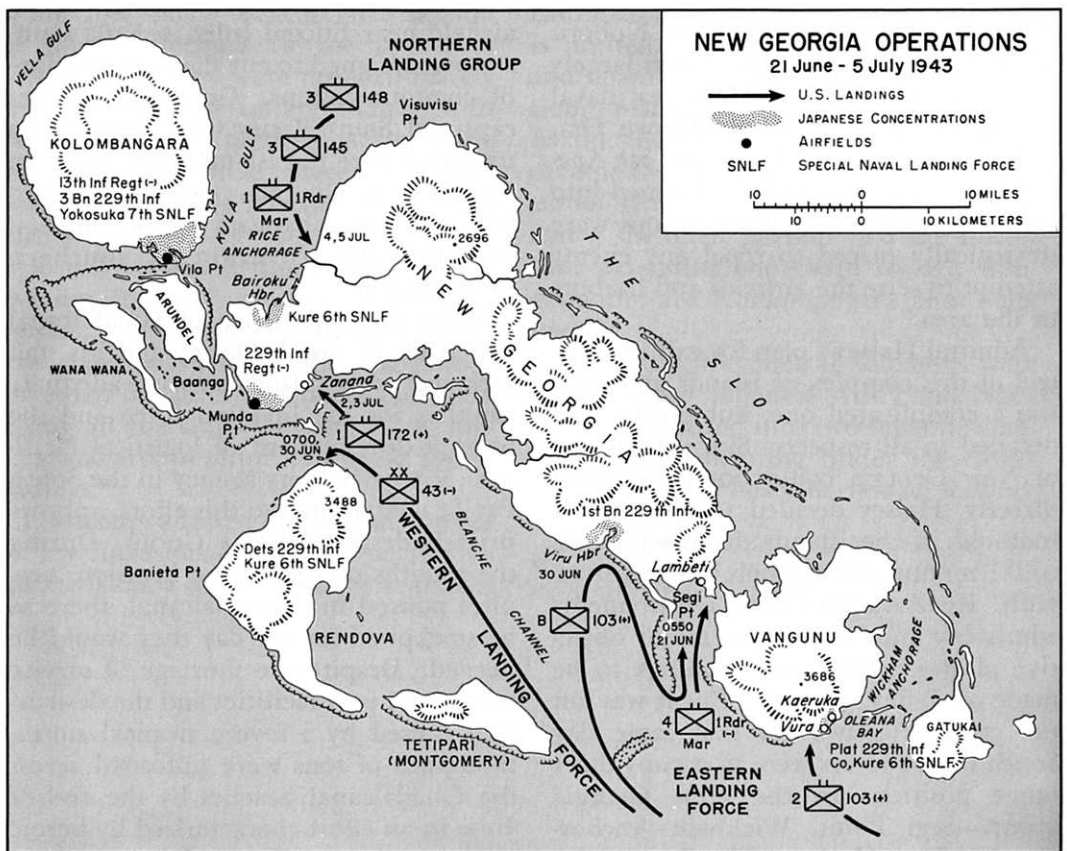 NEW GEORGIA OPERATIONS
21 June - 5 July 1943
U.S. LANDINGS
JAPANESE CONCENTRATIONS
AIRFIELDS
SNLF SPECIAL NAVAL LANDING FORCE
10 0 10 MILES
10 0 10 KILOMETERS
NORTHERN
LANDING GROUP
3 148
Visuvisu
Pt
3 145
1 1Rdr
Mar
VELLA GULF
KOLOMBANGARA
13th Inf Regt (-)
3 Bn 229th Inf
Yokosuka 7th SNLF
KULA GULF
RICE
ANCHORAGE
4,5 JUL
2696
Vila Pt
Bairoku
Hbr
Kure 6th SNLF
ARUNDEL
WANA WANA
Baanga
229th Inf
Regt (-)
Munda
Pt
Zanana
2,3 JUL
1 172 (+)
0700
30 JUN
XX
43 (-)
NEW GEORGIA
THE SLOT
3488
Dets 229th Inf
Kure 6th SNLF
Banieta Pt
RENDOVA
BLANCHE CHANNEL
WESTERN LANDING FORCE
TETIPARI
(MONTGOMERY)
1st Bn 229th Inf
Viru Hbr
30 JUN
Lambeti
Segi
Pt
0550
21 JUN
B 103 (+)
4 1Rdr
Mar (-)
EASTERN
LANDING
FORCE
VANGUNU
3686
Kaeruka
Vura
WICKHAM
ANCHORAGE
OLEANA
BAY
GATUKAI
Plat 229th Inf
Co, Kure 6th SNLF
2 103 (+)